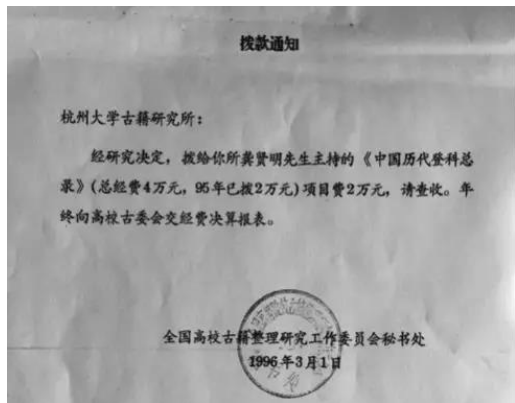 拨款通知
杭州大学古籍研究所：
经研究决定，拨给你所龚贤明先生主持的《中国历代登科总
录》(总经费4万元，95年已拨2万元)项目费2万元，请查收。年
终向高校古委会交经费决算报表。
全国高校古籍整理研究工作委员会秘书处
1996年3月1日